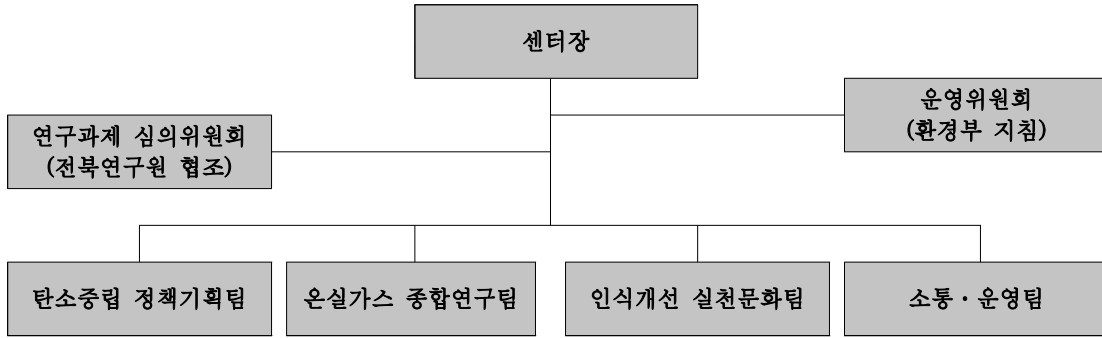 센터장
운영위원회
(환경부 지침)
연구과제 심의위원회
(전북연구원 협조)
탄소중립 정책기획팀
온실가스 종합연구팀
인식개선 실천문화팀
소통·운영팀